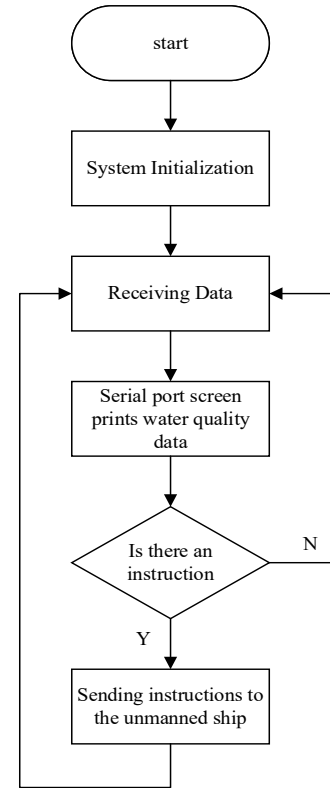 start
System Initialization
Receiving Data
Serial port screen
prints water quality
data
Is there an
instruction
N
Y
Sending instructions to
the unmanned ship